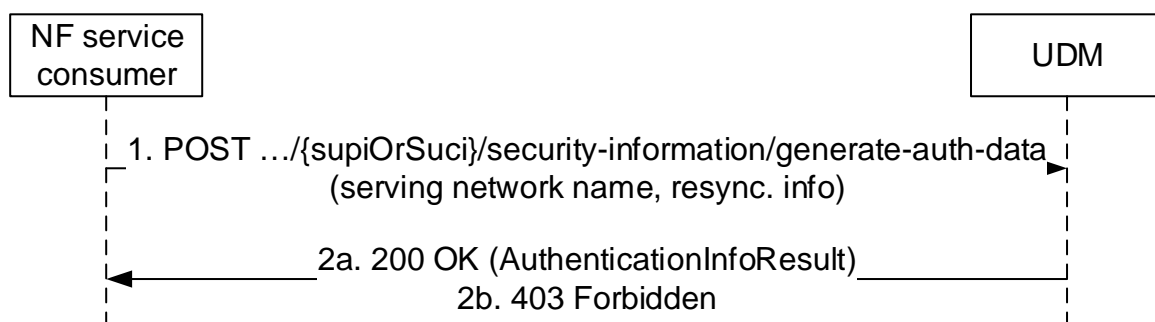 NF service
consumer
UDM
1. POST …/{supiOrSuci}/security-information/generate-auth-data
(serving network name, resync. info)
2a. 200 OK (AuthenticationInfoResult)
2b. 403 Forbidden